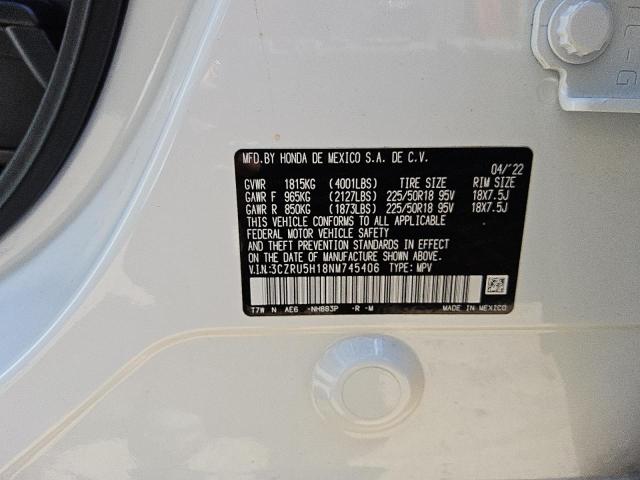 MFD.BY HONDA DE MEXICO S.A. DE C.V.
04/'22
GVWR 1815KG (4001LBS) TIRE SIZE RIM SIZE
GAWR F 965KG (2127LBS) 225/50R18 95V 18X7.5J
GAWR R 850KG (1873LBS) 225/50R18 95V 18X7.5J
THIS VEHICLE CONFORMS TO ALL APPLICABLE
FEDERAL MOTOR VEHICLE SAFETY
AND THEFT PREVENTION STANDARDS IN EFFECT
ON THE DATE OF MANUFACTURE SHOWN ABOVE.
V.I.N:3CZRU5H18NM745406 TYPE: MPV
T7W N AE6 -NH883P -R -M MADE IN MEXICO